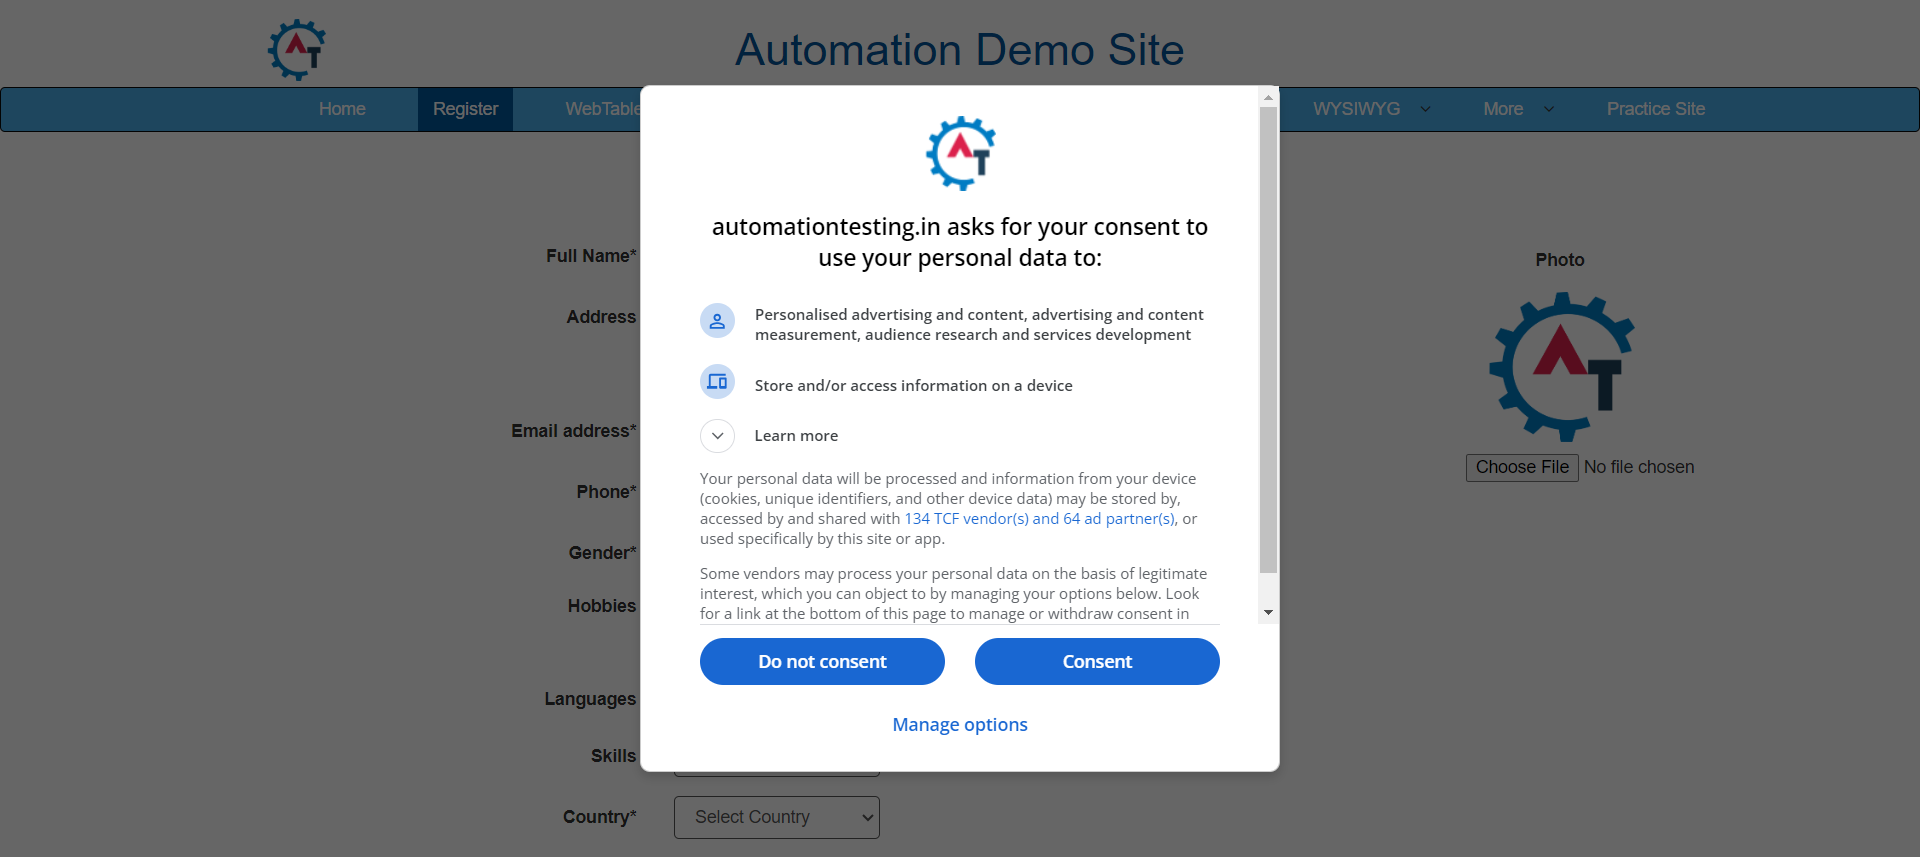 Automation Demo Site
Home
Register
WebTable
WYSIWYG
More
Practice Site
automationtesting.in asks for your consent to
use your personal data to:
Personalised advertising and content, advertising and content
measurement, audience research and services development
Store and/or access information on a device
Learn more
Your personal data will be processed and information from your device
(cookies, unique identifiers, and other device data) may be stored by,
accessed by and shared with 134 TCF vendor(s) and 64 ad partner(s), or
used specifically by this site or app.
Some vendors may process your personal data on the basis of legitimate
interest, which you can object to by managing your options below. Look
for a link at the bottom of this page to manage or withdraw consent in
Do not consent
Consent
Manage options
Full Name*
Address
Email address*
Phone*
Gender*
Hobbies
Languages
Skills
Country*
Select Country
Photo
Choose File No file chosen